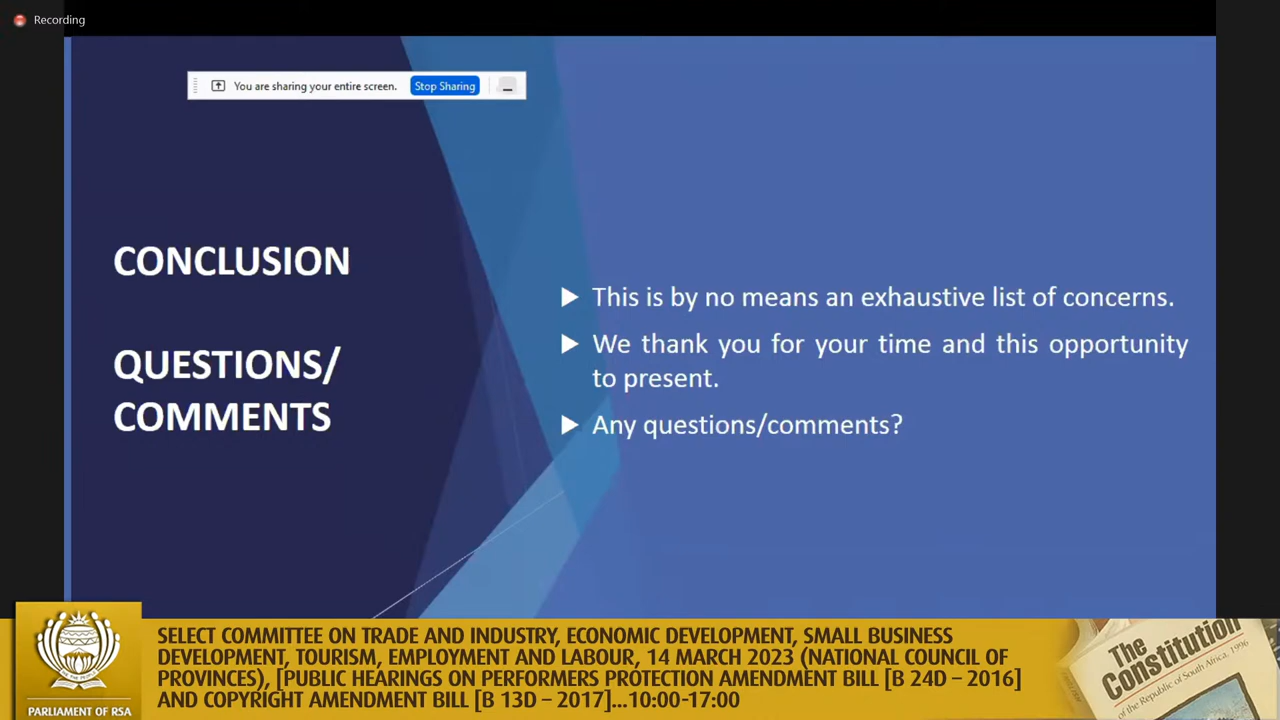 Recording
You are sharing your entire screen.
Stop Sharing
CONCLUSION
QUESTIONS/
COMMENTS
This is by no means an exhaustive list of concerns.
We thank you for your time and this opportunity
to present.
Any questions/comments?
SELECT COMMITTEE ON TRADE AND INDUSTRY, ECONOMIC DEVELOPMENT, SMALL BUSINESS
DEVELOPMENT, TOURISM, EMPLOYMENT AND LABOUR, 14 MARCH 2023 (NATIONAL COUNCIL OF
PROVINCES), [PUBLIC HEARINGS ON PERFORMERS PROTECTION AMENDMENT BILL [B 24D – 2016]
AND COPYRIGHT AMENDMENT BILL [B 13D – 2017]...10:00-17:00
PARLIAMENT OF RSA
The
Constitution
of the Republic of South Africa, 1996